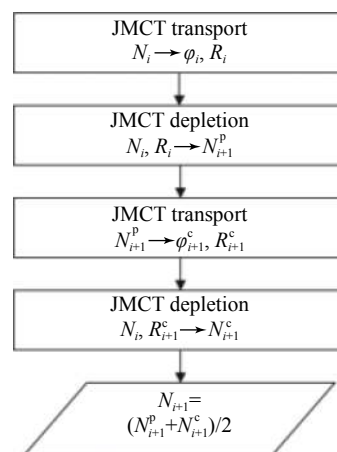 JMCT transport
Nᵢ → φᵢ, Rᵢ
JMCT depletion
Nᵢ, Rᵢ → Nᵖᵢ₊₁
JMCT transport
Nᵖᵢ₊₁ → φᶜᵢ₊₁, Rᶜᵢ₊₁
JMCT depletion
Nᵢ, Rᶜᵢ₊₁ → Nᶜᵢ₊₁
Nᵢ₊₁=
(Nᵖᵢ₊₁+Nᶜᵢ₊₁)/2